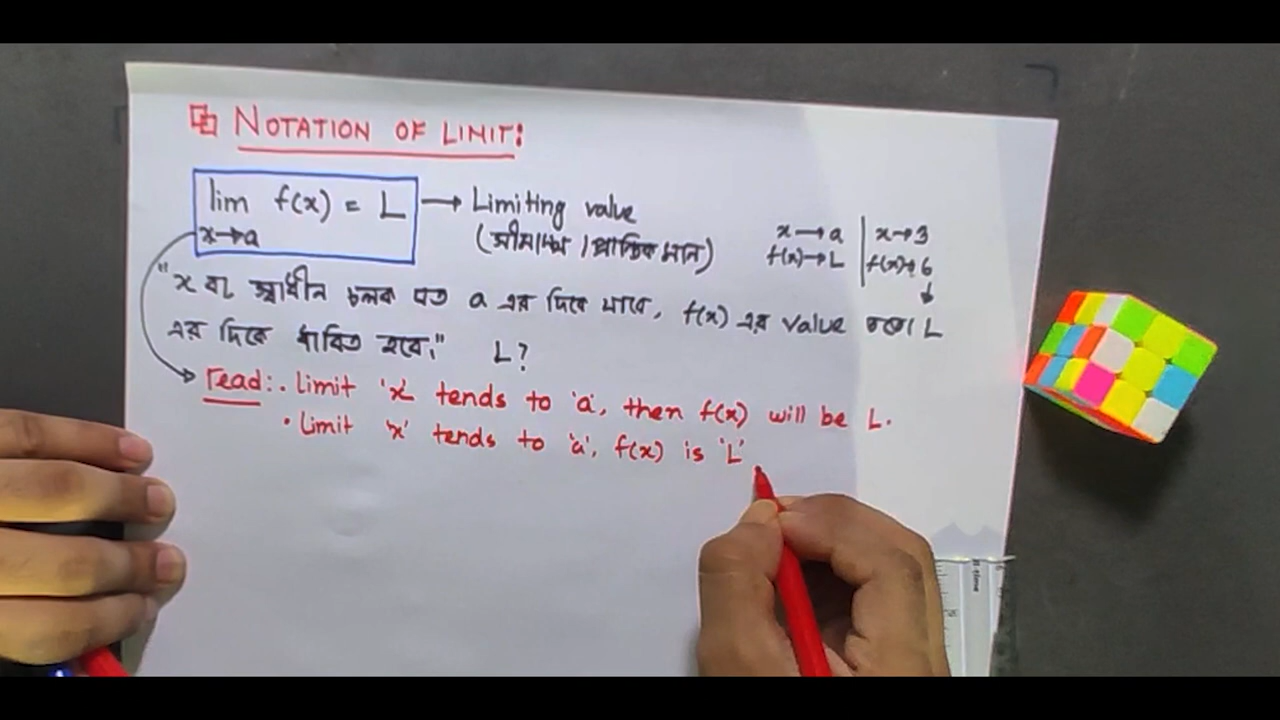 NOTATION OF LIMIT:
lim f(x) = L → Limiting value
x→a
(সীমাস্থ / প্রান্তিক মান)
x → a | x → 3
f(x) → L | f(x) → 6
"x বা স্বাধীন চলক যত a এর দিকে যাবে, f(x) এর value তত L
এর দিকে ধাবিত হবে।" L?
read: . Limit 'x' tends to 'a', then f(x) will be L.
• Limit 'x' tends to 'a', f(x) is 'L'